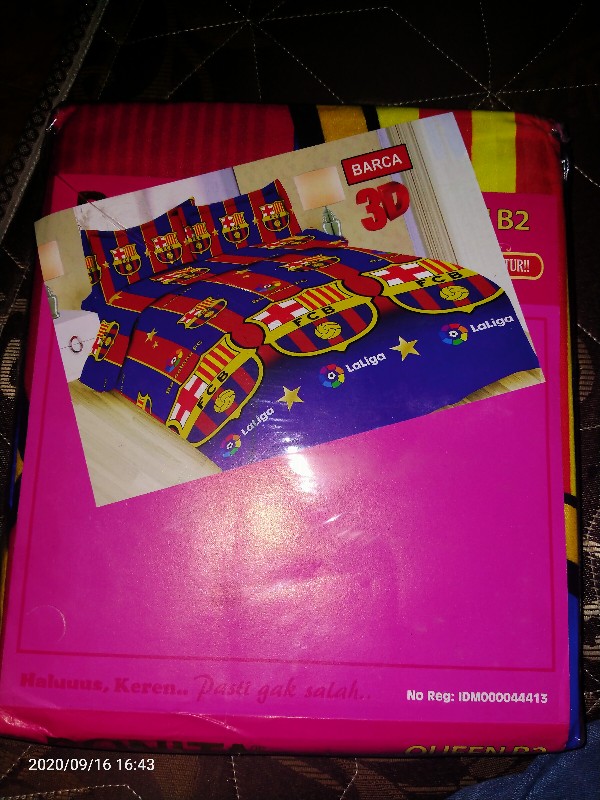 BARCA
3D
B2
TUR!!
FCB
FCB
FCB
LaLiga
LaLiga
LaLiga
Haluuus, Keren.. Pasti gak salah..
No Reg: IDM000044413
QUEEN B2
2020/09/16 16:43